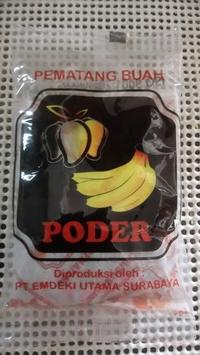 PEMATANG BUAH
PODER
Diproduksi oleh :
PT EMDEKI UTAMA SURABAYA